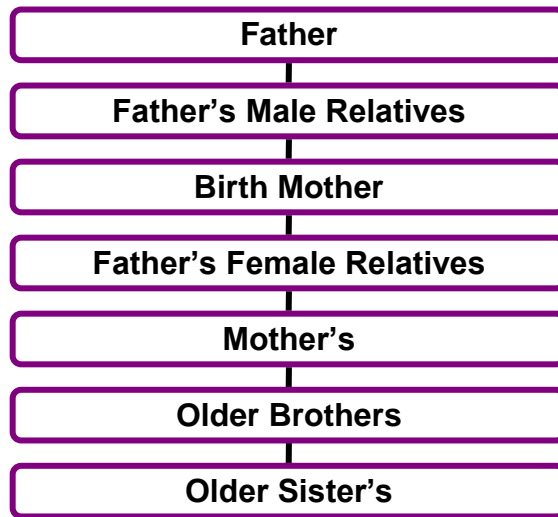 Father
Father’s Male Relatives
Birth Mother
Father’s Female Relatives
Mother’s
Older Brothers
Older Sister’s